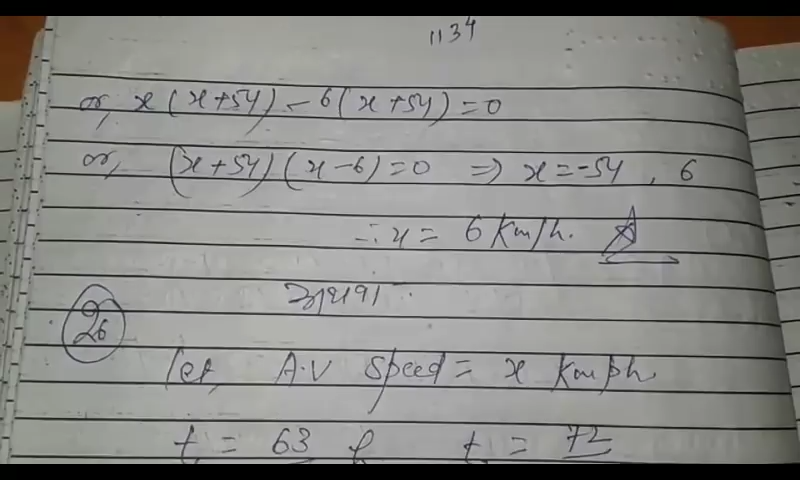 1134
or, x(x+54) - 6(x+54) = 0
or, (x+54)(x-6) = 0 ⇒ x = -54, 6
∴ x = 6 Km/h.
अथवा
26
Let, A.V speed = x kmph.
t = 63 & t = 72